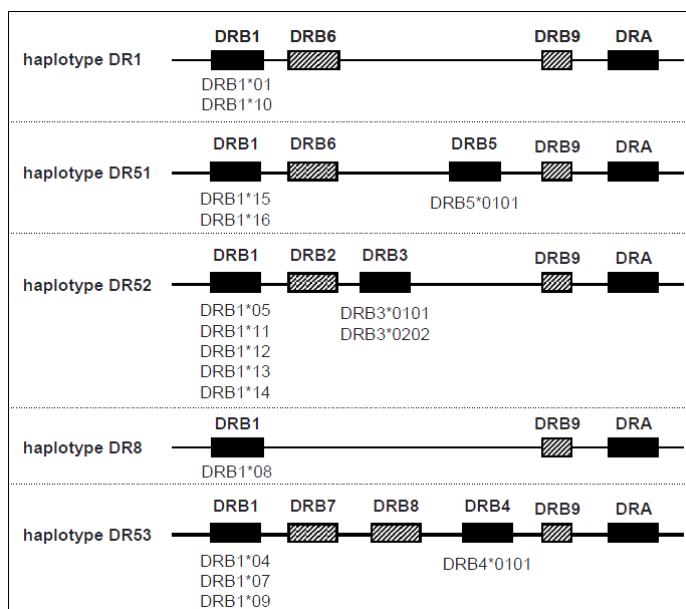 DRB1 DRB6 DRB9 DRA
haplotype DR1
DRB1*01
DRB1*10
DRB1 DRB6 DRB5 DRB9 DRA
haplotype DR51
DRB1*15 DRB5*0101
DRB1*16
DRB1 DRB2 DRB3 DRB9 DRA
haplotype DR52
DRB1*05 DRB3*0101
DRB1*11 DRB3*0202
DRB1*12
DRB1*13
DRB1*14
DRB1 DRB9 DRA
haplotype DR8
DRB1*08
DRB1 DRB7 DRB8 DRB4 DRB9 DRA
haplotype DR53
DRB1*04 DRB4*0101
DRB1*07
DRB1*09